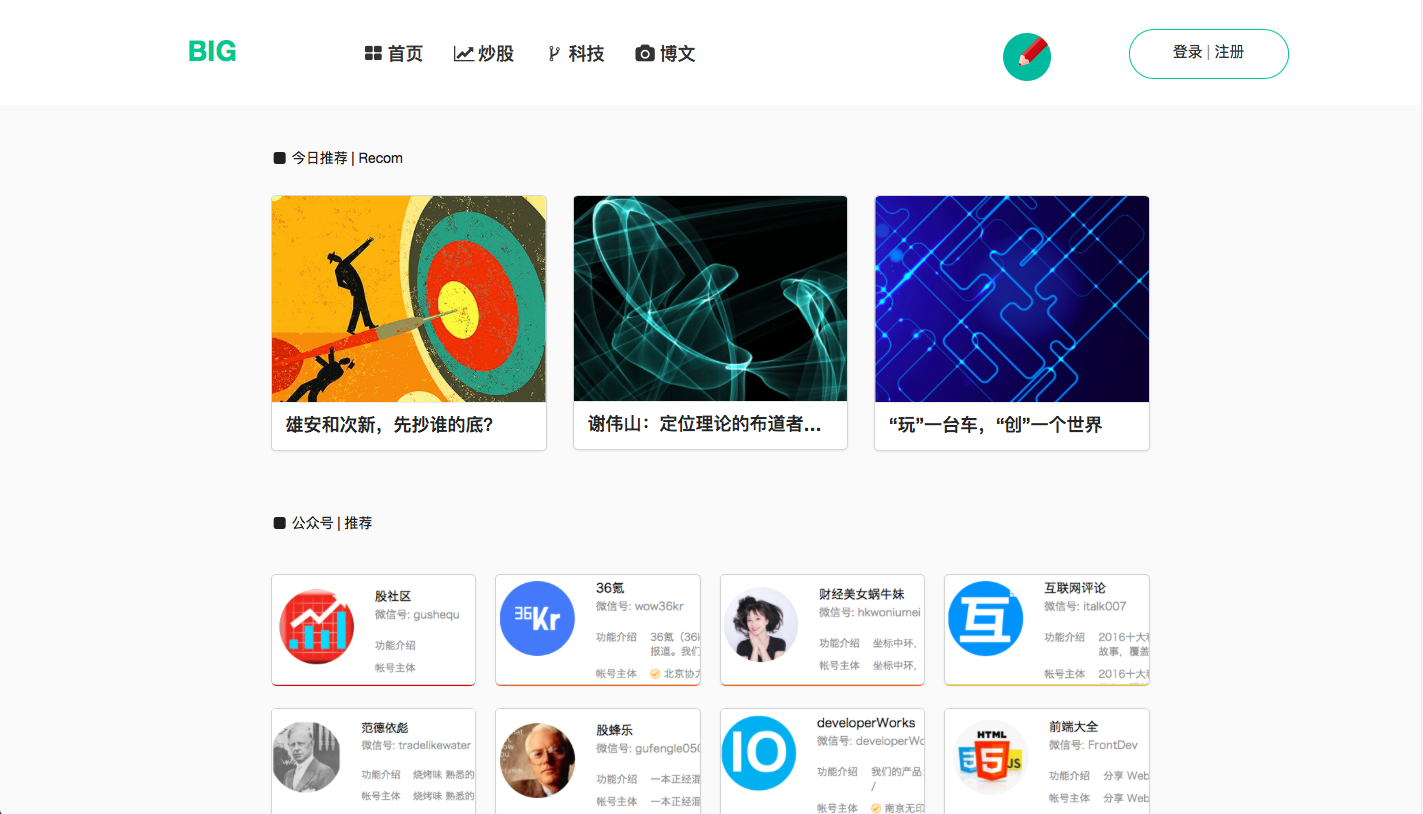 BIG
首页 炒股 科技 博文
登录 | 注册
今日推荐 | Recom
雄安和次新，先抄谁的底?
谢伟山：定位理论的布道者...
“玩”一台车，“创”一个世界
公众号 | 推荐
股社区
微信号: gushequ
功能介绍
帐号主体
36Kr
36氪
微信号: wow36kr
功能介绍 36氪（36
报道。我们
帐号主体 北京协力
财经美女蜗牛妹
微信号: hkwoniumei
功能介绍 坐标中环，
帐号主体 坐标中环，
互
互联网评论
微信号: italk007
功能介绍 2016十大
故事，覆盖
帐号主体 2016十大
范德依彪
微信号: tradelikewater
功能介绍 烧烤味 熟悉的
帐号主体 烧烤味 熟悉的
股蜂乐
微信号: gufengle050
功能介绍 一本正经混
帐号主体 一本正经混
IO
developerWorks
微信号: developerWo
功能介绍 我们的产品
/
帐号主体 南京无印
HTML
5
JS
前端大全
微信号: FrontDev
功能介绍 分享 Web
帐号主体 分享 Web